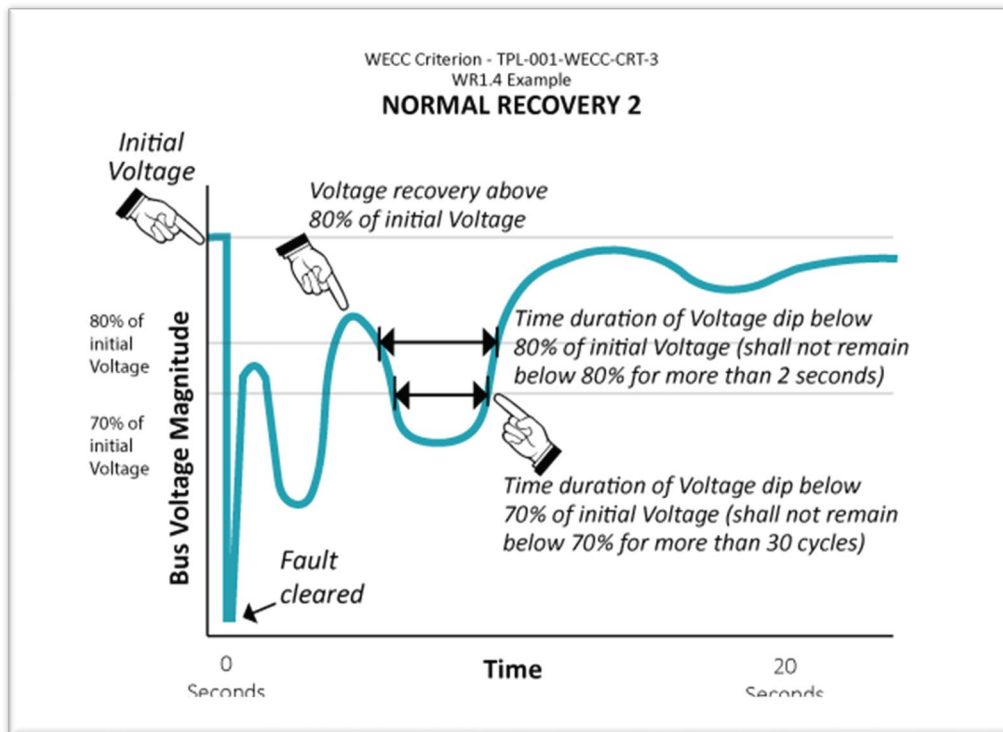 WECC Criterion - TPL-001-WECC-CRT-3
WR1.4 Example
NORMAL RECOVERY 2
Initial
Voltage
Voltage recovery above
80% of initial Voltage
80% of
initial
Voltage
Time duration of Voltage dip below
80% of initial Voltage (shall not remain
below 80% for more than 2 seconds)
70% of
initial
Voltage
Bus Voltage Magnitude
Time duration of Voltage dip below
70% of initial Voltage (shall not remain
below 70% for more than 30 cycles)
Fault
cleared
0
Seconds
Time
20
Seconds